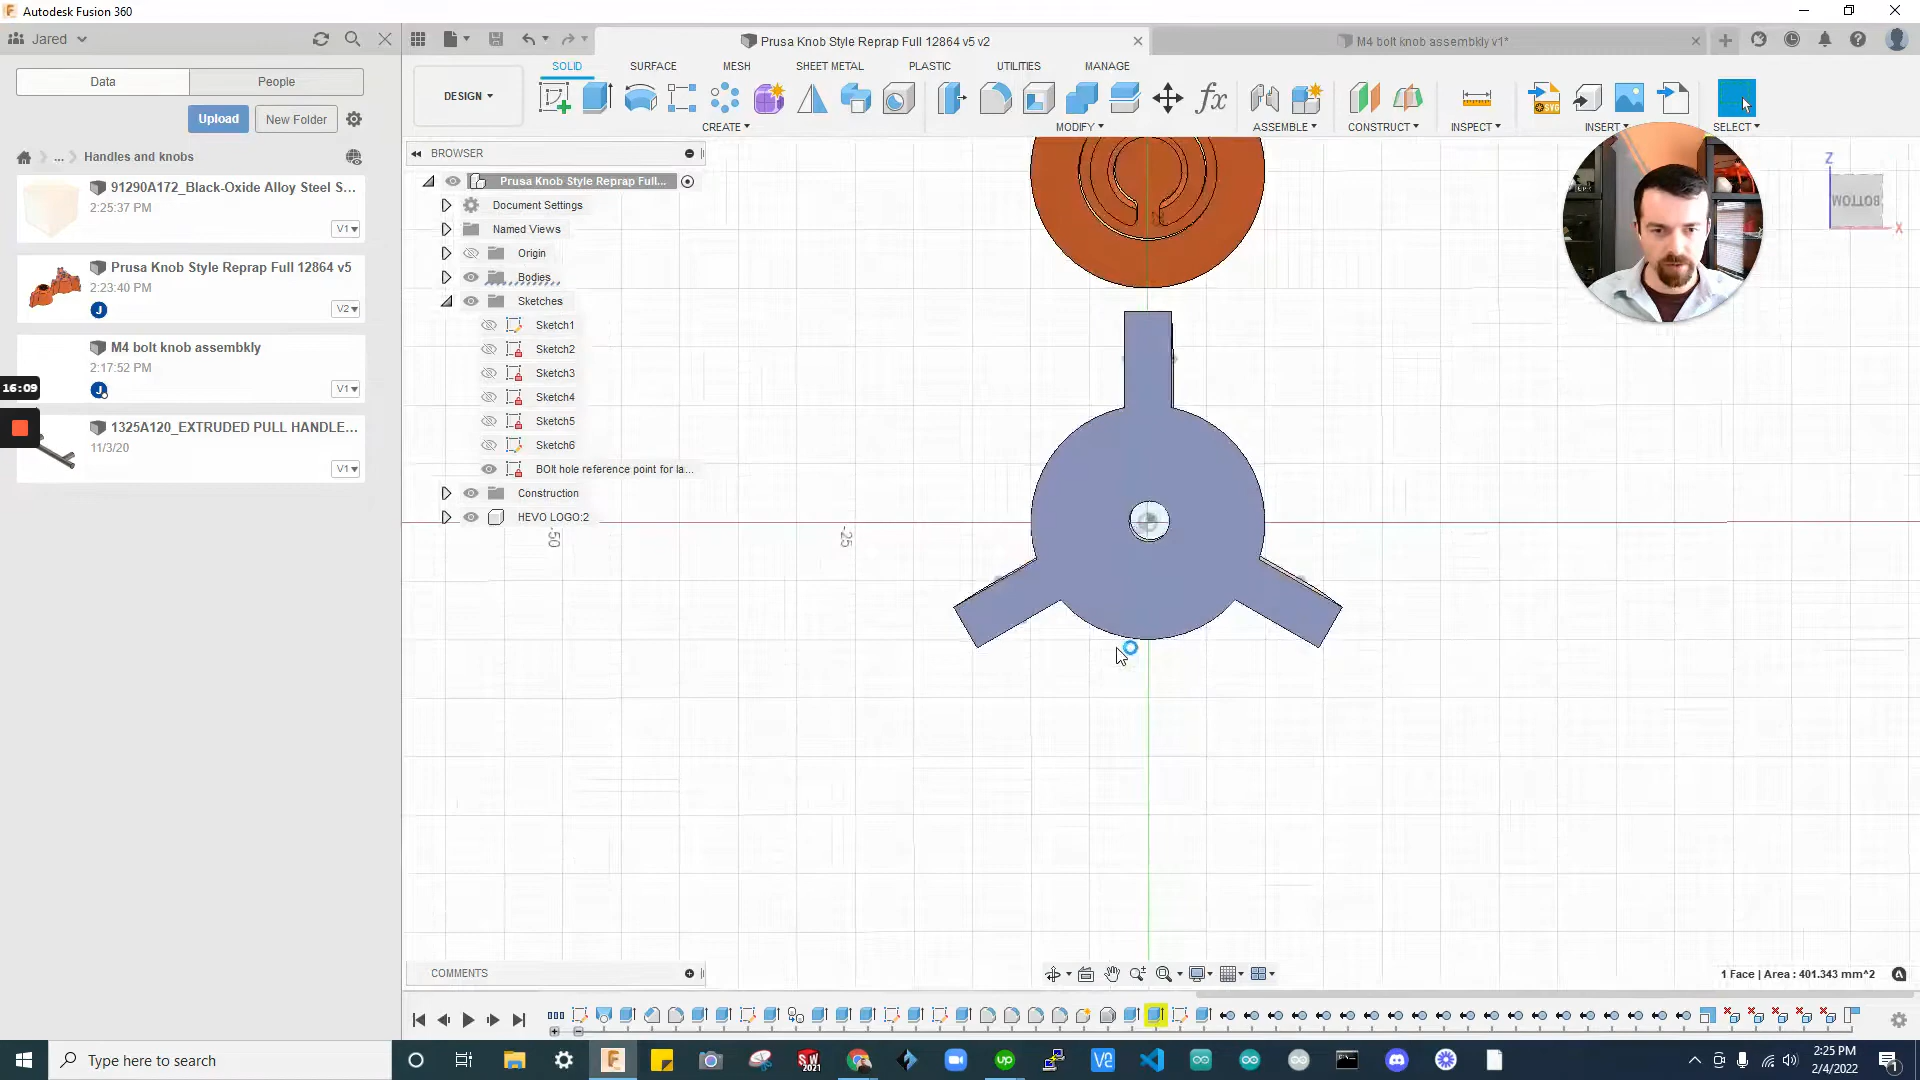 Autodesk Fusion 360
Jared
Prusa Knob Style Reprap Full 12864 v5 v2
M4 bolt knob assembkly v1*
Data
People
Upload
New Folder
... Handles and knobs
91290A172_Black-Oxide Alloy Steel S...
2:25:37 PM
V1
Prusa Knob Style Reprap Full 12864 v5
2:23:40 PM
J
V2
M4 bolt knob assembkly
2:17:52 PM
J
V1
16:09
1325A120_EXTRUDED PULL HANDLE...
11/3/20
V1
DESIGN
SOLID
SURFACE
MESH
SHEET METAL
PLASTIC
UTILITIES
MANAGE
CREATE
MODIFY
ASSEMBLE
CONSTRUCT
INSPECT
INSERT
SELECT
BROWSER
Prusa Knob Style Reprap Full...
Document Settings
Named Views
Origin
Bodies
Sketches
Sketch1
Sketch2
Sketch3
Sketch4
Sketch5
Sketch6
BOlt hole reference point for la...
Construction
HEVO LOGO:2
-50
-25
Z
BOTTOM
X
COMMENTS
1 Face | Area : 401.343 mm^2
Type here to search
2:25 PM
2/4/2022